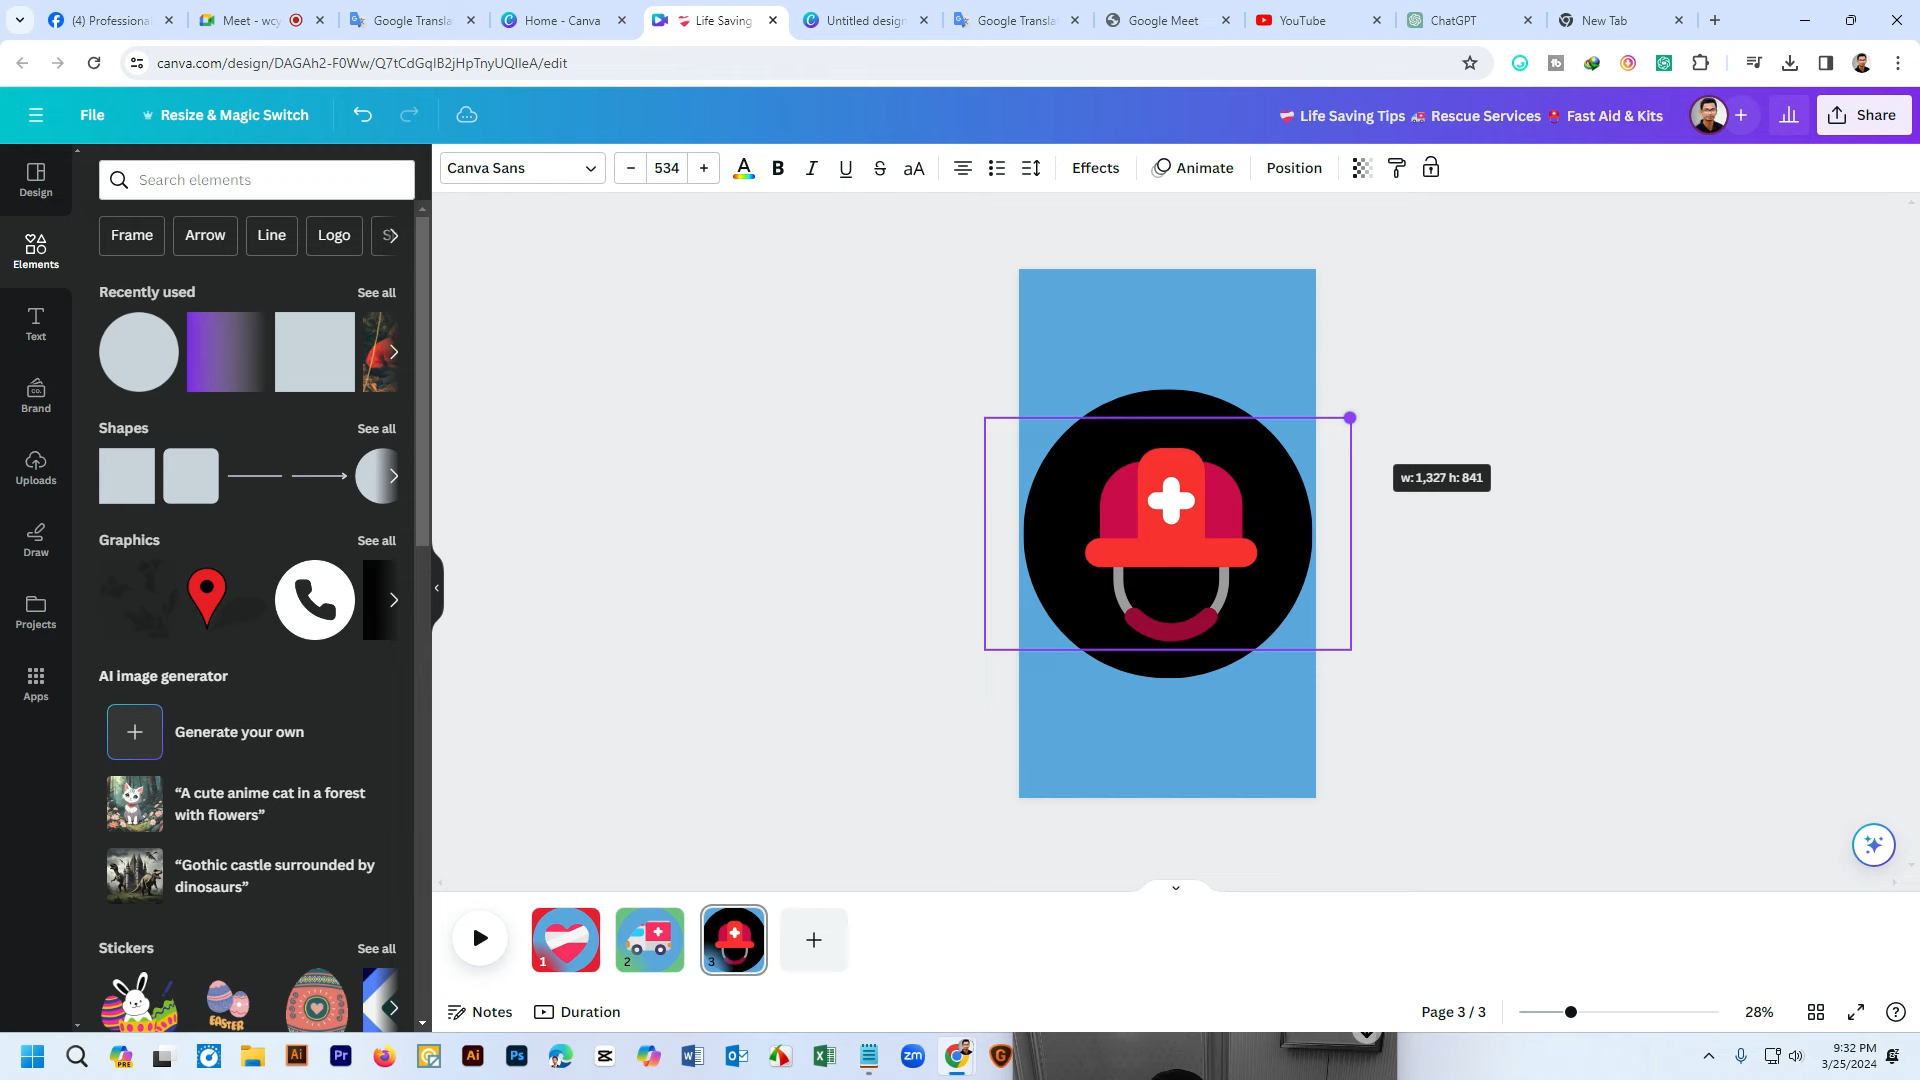 (4) Professiona
Meet - wcy
Google Transla
Home - Canva
Life Saving
Untitled design
Google Transla
Google Meet
YouTube
ChatGPT
New Tab
canva.com/design/DAGAh2-F0Ww/Q7tCdGqIB2jHpTnyUQIIeA/edit
File
Resize & Magic Switch
Life Saving Tips Rescue Services Fast Aid & Kits
Share
Canva Sans
534
Effects
Animate
Position
Search elements
Design
Elements
Text
Brand
Uploads
Draw
Projects
Apps
Frame
Arrow
Line
Logo
Recently used
See all
Shapes
See all
Graphics
See all
AI image generator
Generate your own
“A cute anime cat in a forest
with flowers”
“Gothic castle surrounded by
dinosaurs”
Stickers
See all
EASTER
w: 1,327 h: 841
1
2
3
Notes
Duration
Page 3 / 3
28%
9:32 PM
3/25/2024